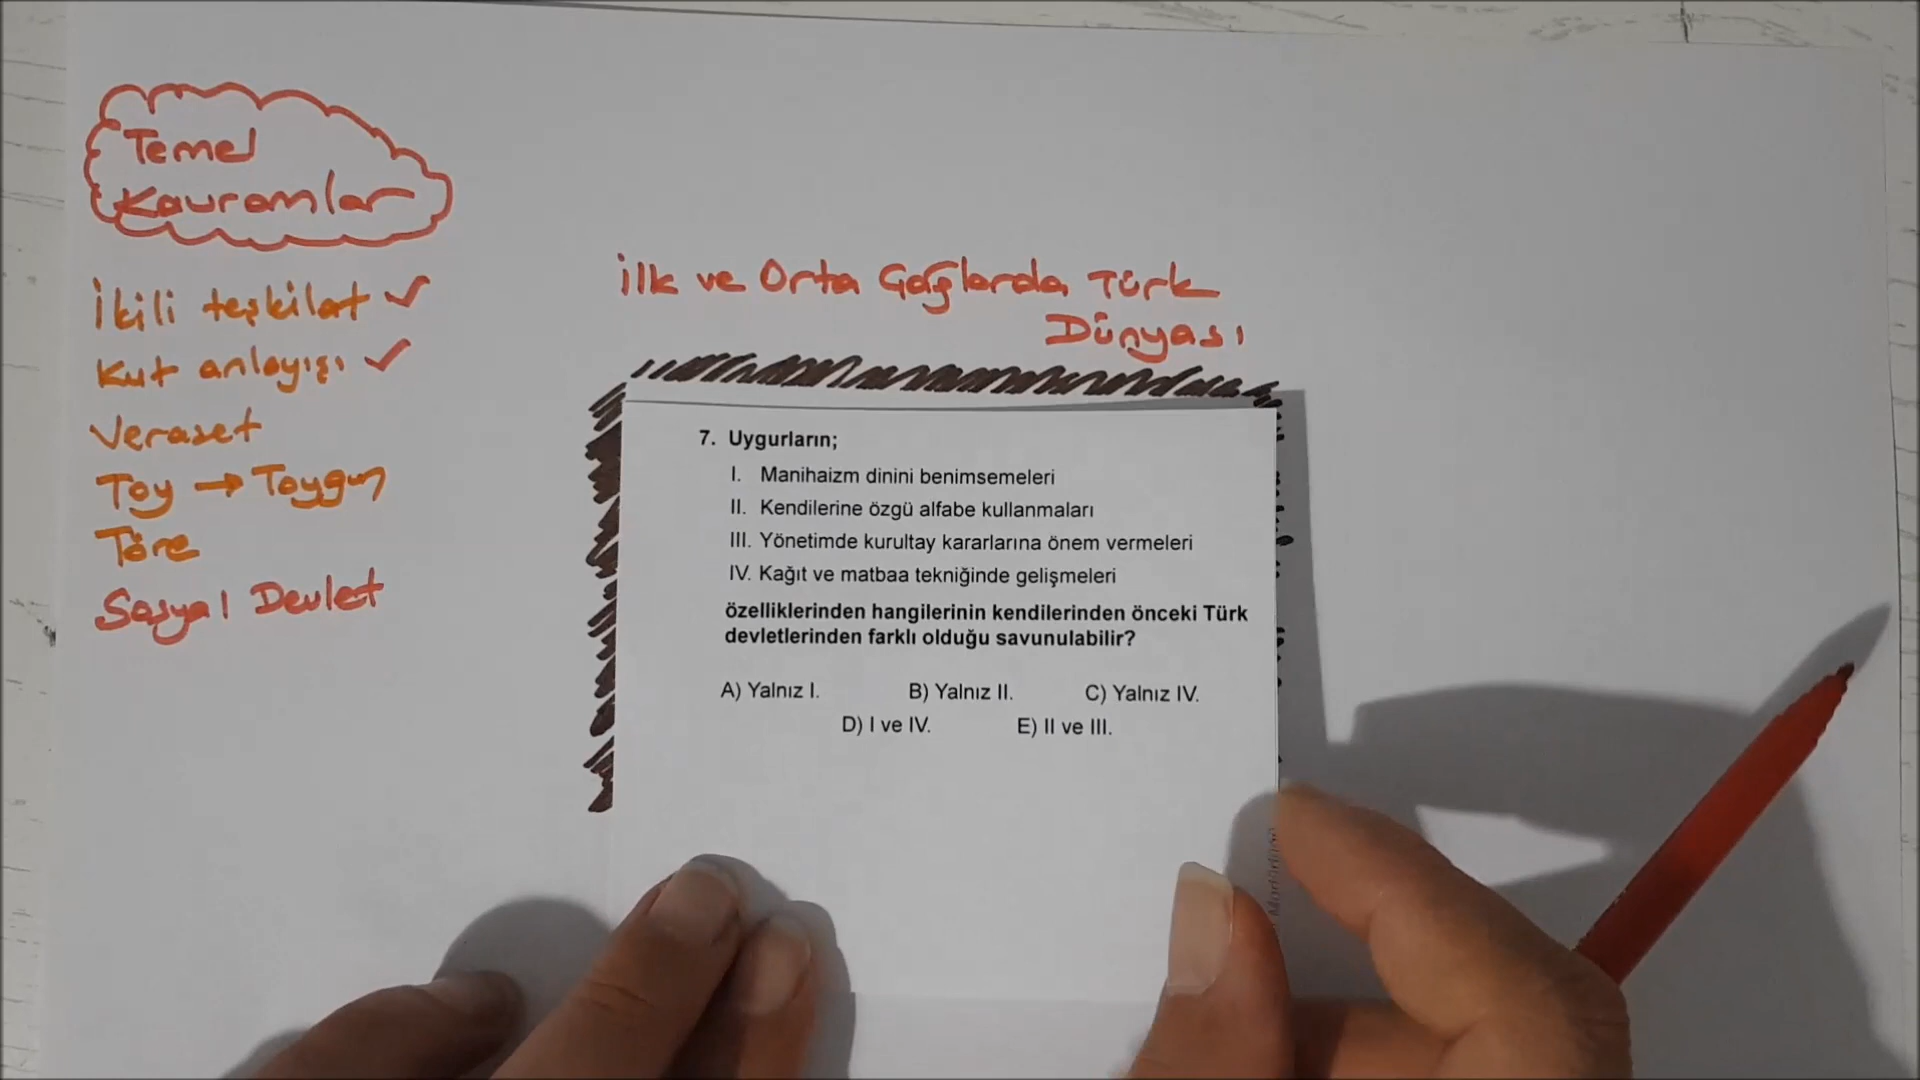 Temel
Kavramlar
İkili teşkilat ✓
Kut anlayışı ✓
Veraset
Toy → Toygun
Töre
Sosyal Devlet
İlk ve Orta Çağlarda Türk
Dünyası
7. Uygurların;
I. Manihaizm dinini benimsemeleri
II. Kendilerine özgü alfabe kullanmaları
III. Yönetimde kurultay kararlarına önem vermeleri
IV. Kağıt ve matbaa tekniğinde gelişmeleri
özelliklerinden hangilerinin kendilerinden önceki Türk
devletlerinden farklı olduğu savunulabilir?
A) Yalnız I. B) Yalnız II. C) Yalnız IV.
D) I ve IV. E) II ve III.